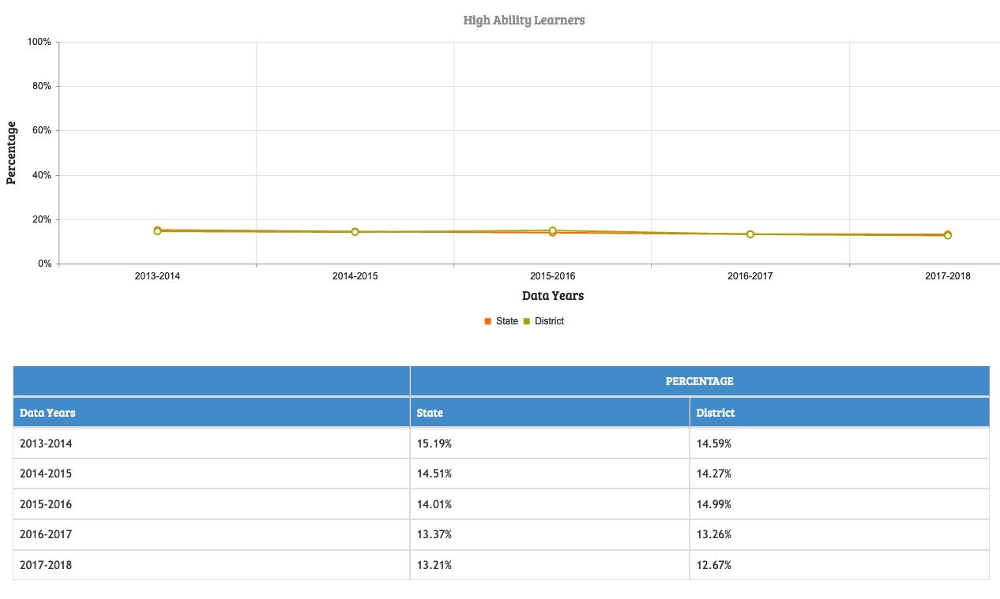 High Ability Learners
100%
80%
60%
40%
20%
0%
Percentage
2013-2014 2014-2015 2015-2016 2016-2017 2017-2018
Data Years
State District
PERCENTAGE
Data Years State District
2013-2014 15.19% 14.59%
2014-2015 14.51% 14.27%
2015-2016 14.01% 14.99%
2016-2017 13.37% 13.26%
2017-2018 13.21% 12.67%